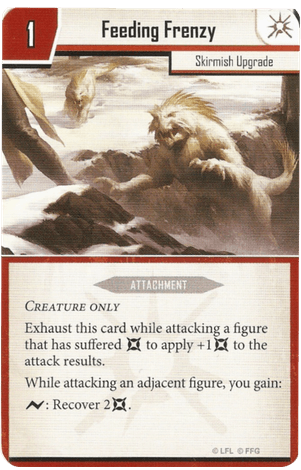 1
Feeding Frenzy
Skirmish Upgrade
ATTACHMENT
CREATURE ONLY
Exhaust this card while attacking a figure
that has suffered to apply +1 to the
attack results.
While attacking an adjacent figure, you gain:
: Recover 2.
© LFL © FFG